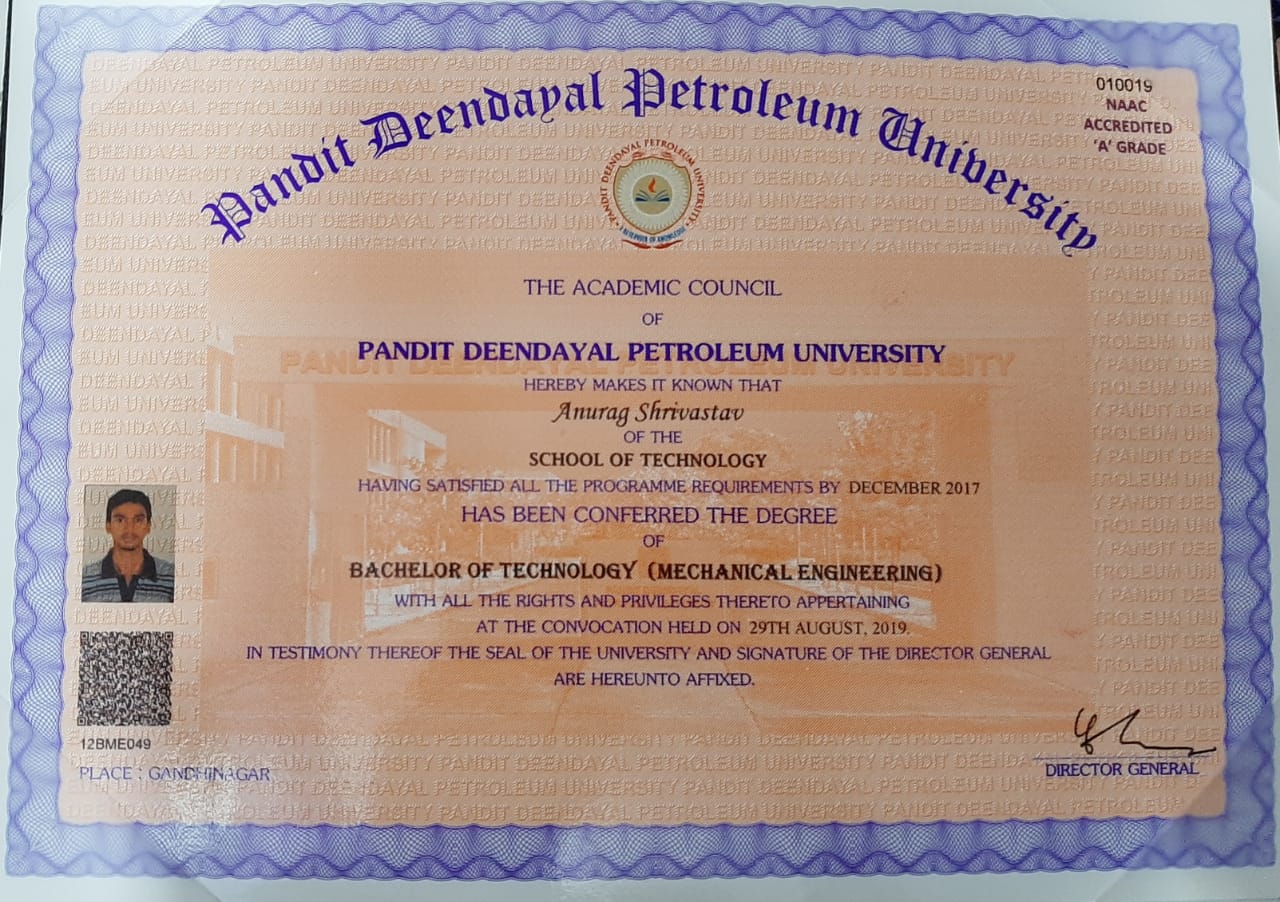 Pandit Deendayal Petroleum University
010019
NAAC
ACCREDITED
'A' GRADE
PANDIT DEENDAYAL PETROLEUM UNIVERSITY
THE ACADEMIC COUNCIL
OF
PANDIT DEENDAYAL PETROLEUM UNIVERSITY
PANDIT DEENDAYAL PETROLEUM UNIVERSITY
HEREBY MAKES IT KNOWN THAT
Anurag Shrivastav
OF THE
SCHOOL OF TECHNOLOGY
HAVING SATISFIED ALL THE PROGRAMME REQUIREMENTS BY DECEMBER 2017
HAS BEEN CONFERRED THE DEGREE
OF
BACHELOR OF TECHNOLOGY (MECHANICAL ENGINEERING)
WITH ALL THE RIGHTS AND PRIVILEGES THERETO APPERTAINING
AT THE CONVOCATION HELD ON 29TH AUGUST, 2019.
IN TESTIMONY THEREOF THE SEAL OF THE UNIVERSITY AND SIGNATURE OF THE DIRECTOR GENERAL
ARE HEREUNTO AFFIXED.
12BME049
PLACE : GANDHINAGAR
DIRECTOR GENERAL